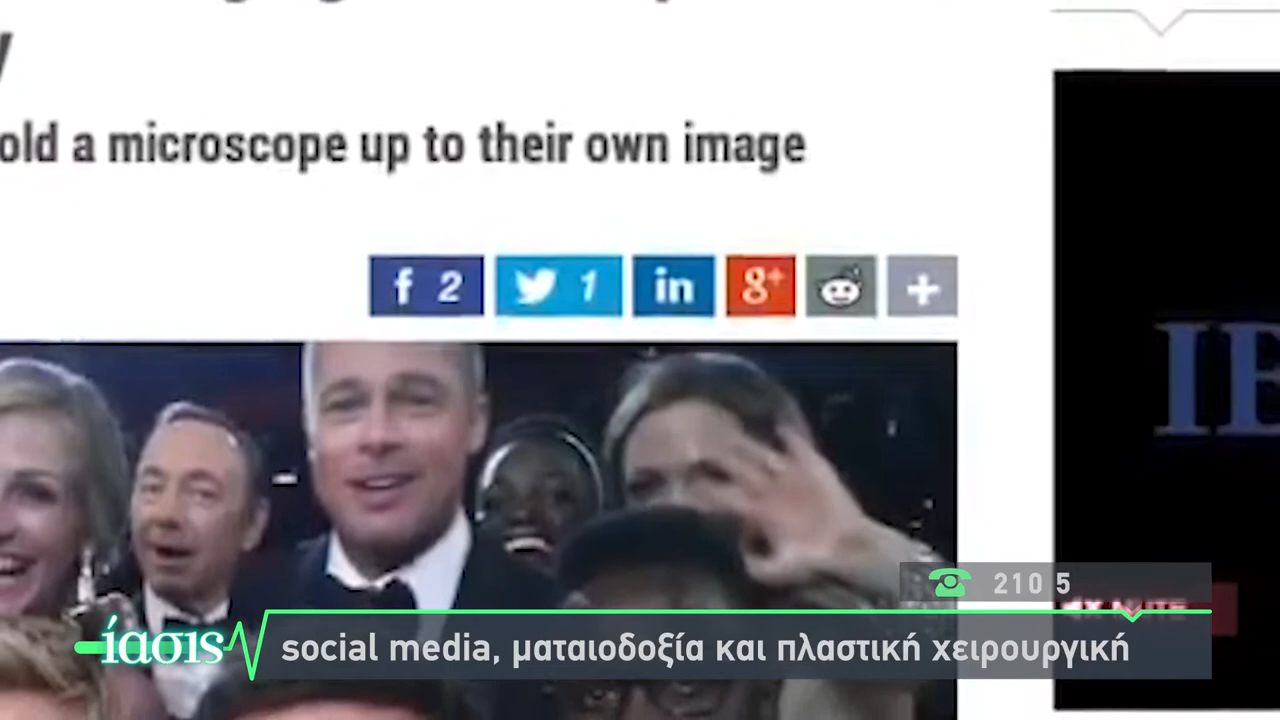 old a microscope up to their own image
f 2
1
in
g+
+
IB
210 5
ίασις
social media, ματαιοδοξία και πλαστική χειρουργική